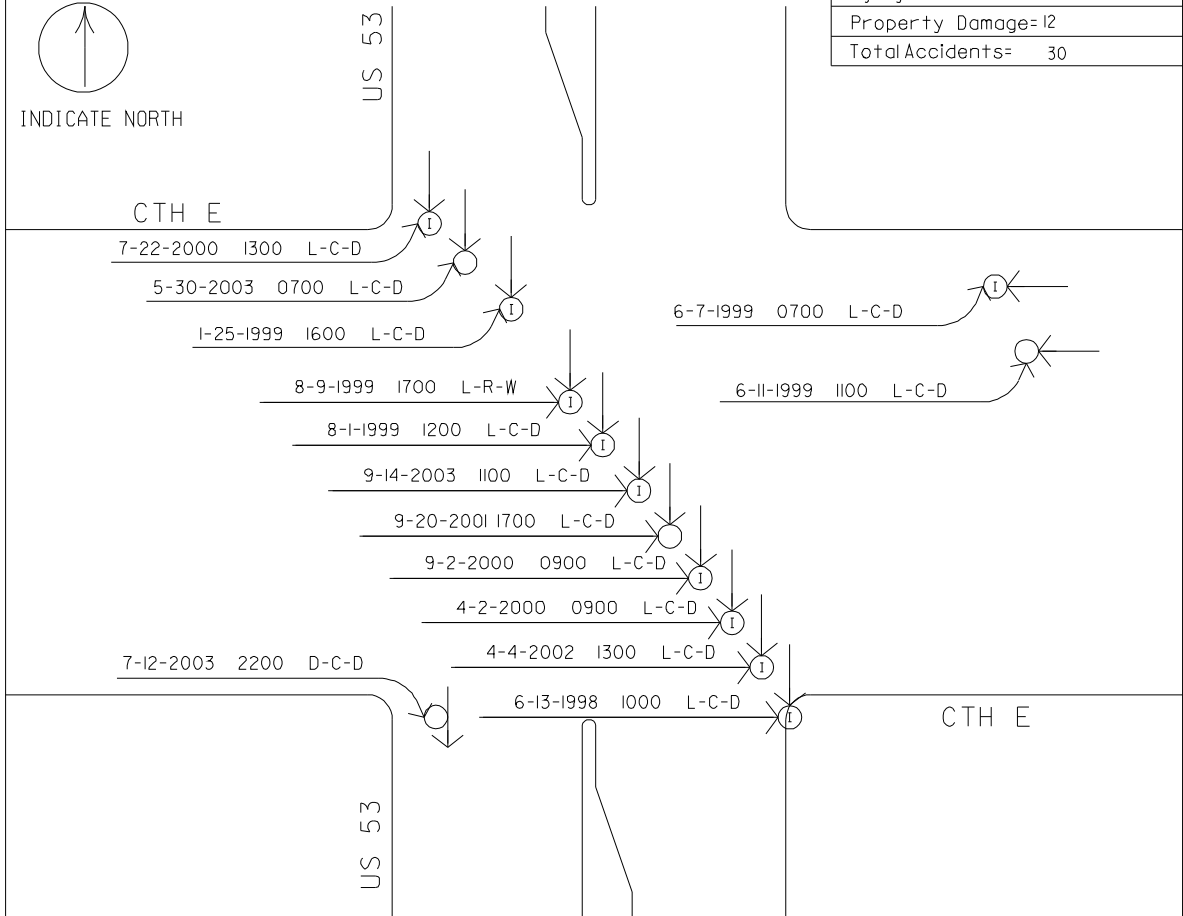 US 53
Property Damage= 12
Total Accidents= 30
INDICATE NORTH
CTH E
7-22-2000 1300 L-C-D
I
5-30-2003 0700 L-C-D
1-25-1999 1600 L-C-D
I
6-7-1999 0700 L-C-D
I
8-9-1999 1700 L-R-W
I
6-11-1999 1100 L-C-D
8-1-1999 1200 L-C-D
I
9-14-2003 1100 L-C-D
I
9-20-2001 1700 L-C-D
9-2-2000 0900 L-C-D
I
4-2-2000 0900 L-C-D
I
4-4-2002 1300 L-C-D
I
7-12-2003 2200 D-C-D
6-13-1998 1000 L-C-D
I
CTH E
US 53